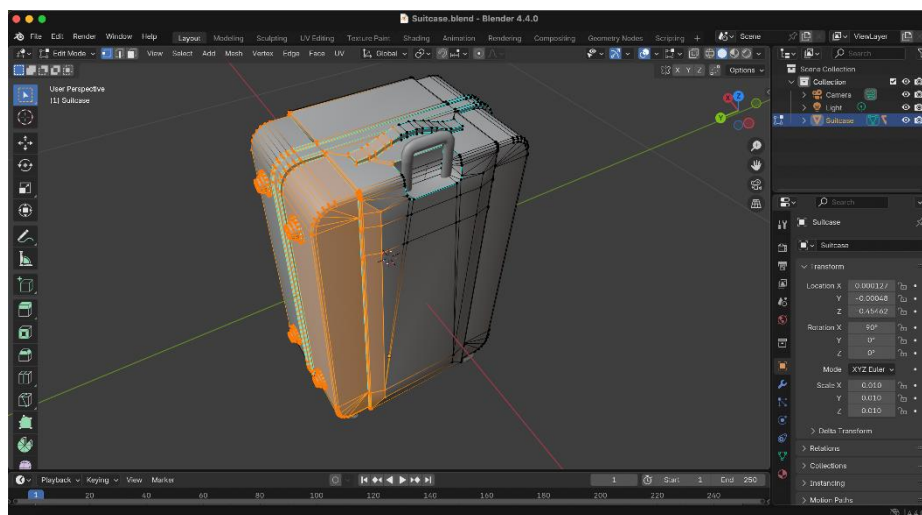 Suitcase.blend - Blender 4.4.0
File Edit Render Window Help Layout Modeling Sculpting UV Editing Texture Paint Shading Animation Rendering Compositing Geometry Nodes Scripting + Scene ViewLayer
Edit Mode View Select Add Mesh Vertex Edge Face UV Global Search
X Y Z Options
User Perspective
(1) Suitcase
Scene Collection
Collection
Camera
Light
Suitcase
Z
Y
Search
Suitcase
Suitcase
Transform
Location X 0.000127
Y -0.00048
Z
Rotation X 90°
Y 0°
Z 0°
Mode XYZ Euler
Scale X 0.010
Y 0.010
Z 0.010
Delta Transform
Relations
Collections
Instancing
Motion Paths
Playback Keying View Marker 1 Start 1 End 250
1 20 40 60 80 100 120 140 160 180 200 220 240
4.4